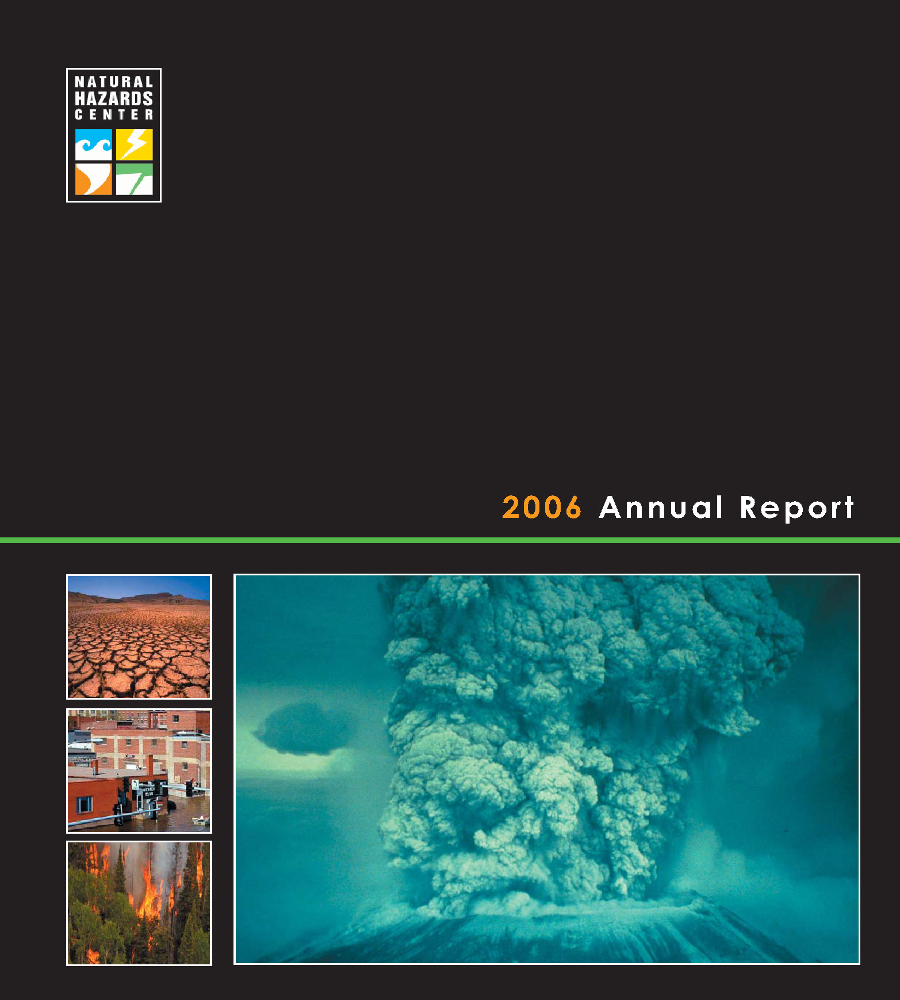 NATURAL
HAZARDS
CENTER
2006 Annual Report